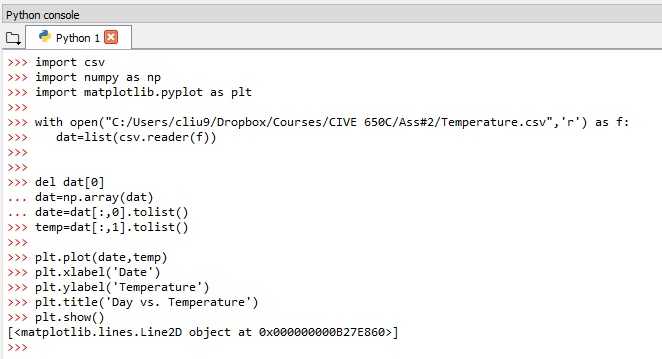 Python console
Python 1
>>> import csv
>>> import numpy as np
>>> import matplotlib.pyplot as plt
>>>
>>> with open("C:/Users/cliu9/Dropbox/Courses/CIVE 650C/Ass#2/Temperature.csv",'r') as f:
>>>    dat=list(csv.reader(f))
>>>
>>>
>>> del dat[0]
... dat=np.array(dat)
... date=dat[:,0].tolist()
>>> temp=dat[:,1].tolist()
>>>
>>> plt.plot(date,temp)
>>> plt.xlabel('Date')
>>> plt.ylabel('Temperature')
>>> plt.title('Day vs. Temperature')
>>> plt.show()
[<matplotlib.lines.Line2D object at 0x000000000B27E860>]
>>>